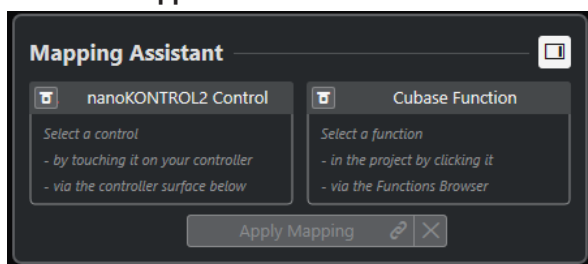 Mapping Assistant
nanoKONTROL2 Control
Select a control
- by touching it on your controller
- via the controller surface below
Cubase Function
Select a function
- in the project by clicking it
- via the Functions Browser
Apply Mapping